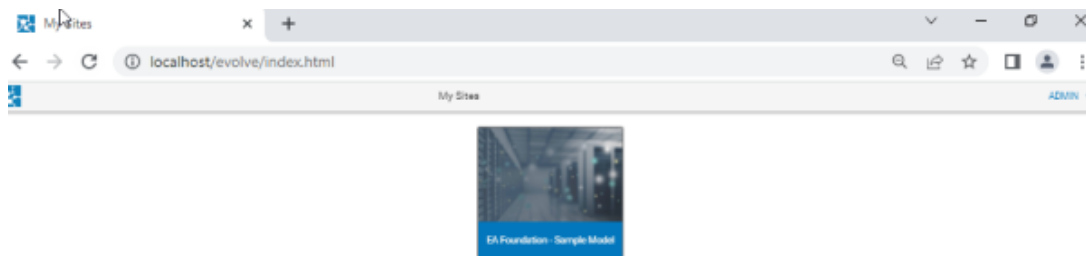 My Sites
localhost/evolve/index.html
My Sites
ADMIN
EA Foundation - Sample Model